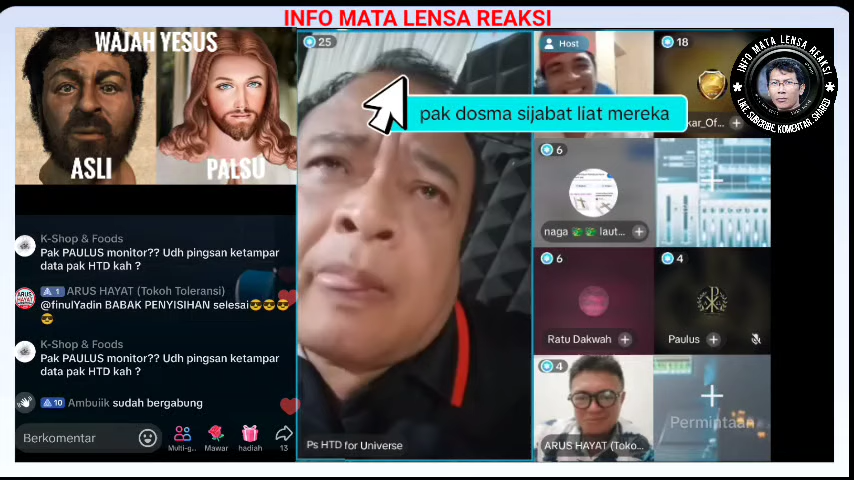 INFO MATA LENSA REAKSI
WAJAH YESUS
ASLI
PALSU
K-Shop & Foods
Pak PAULUS monitor?? Udh pingsan ketampar
data pak HTD kah ?
1 ARUS HAYAT (Tokoh Toleransi)
@finulYadin BABAK PENYISIHAN selesai😎😎😎
😎
K-Shop & Foods
Pak PAULUS monitor?? Udh pingsan ketampar
data pak HTD kah ?
10 Ambuiik sudah bergabung
Berkomentar
Multi-g...
Mawar
hadiah
13
25
pak dosma sijabat liat mereka
Ps HTD for Universe
Host
18
kar_Of...
6
naga 🐲🐲 laut...
6
Ratu Dakwah
4
Paulus
4
ARUS HAYAT (Toko...
Permintaan
INFO MATA LENSA REAKSI
LIKE, SUBSCRIBE, KOMENTAR, SHARED